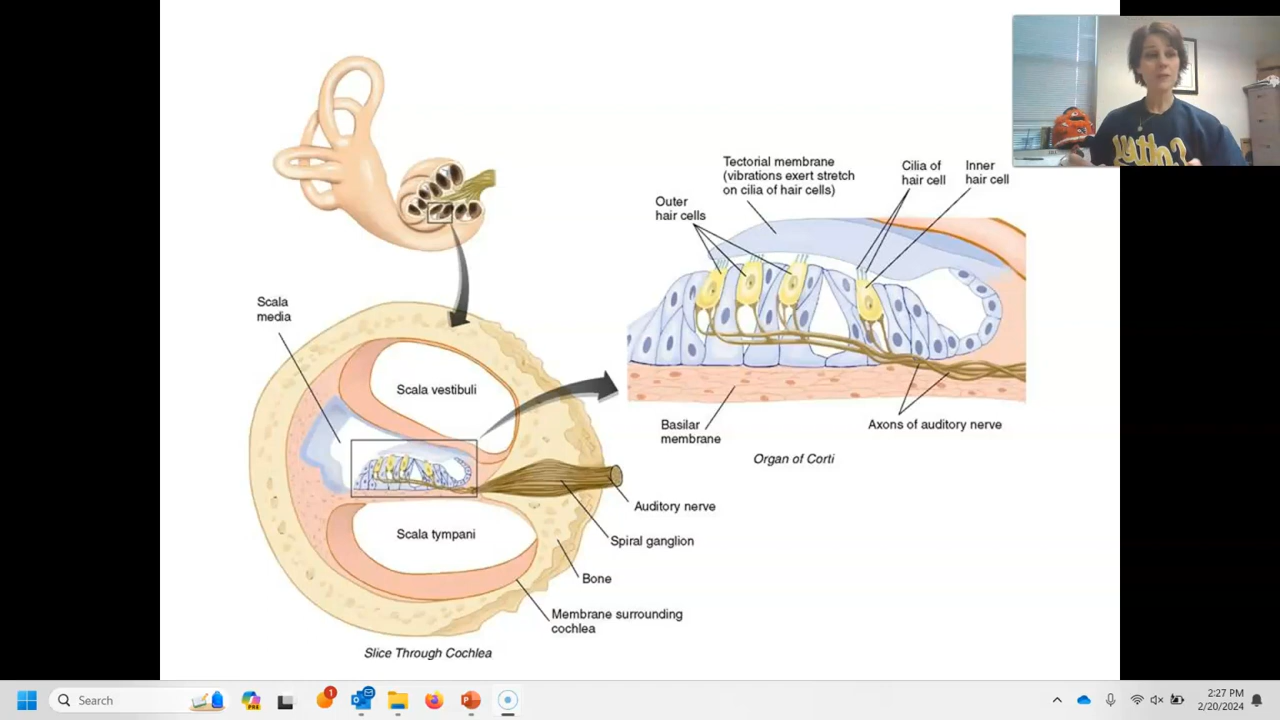 Tectorial membrane
(vibrations exert stretch
on cilia of hair cells)
Cilia of
hair cell
Inner
hair cell
Outer
hair cells
Scala
media
Scala vestibuli
Basilar
membrane
Axons of auditory nerve
Organ of Corti
Auditory nerve
Scala tympani
Spiral ganglion
Bone
Membrane surrounding
cochlea
Slice Through Cochlea
Search
PRE
1
2:27 PM
2/20/2024